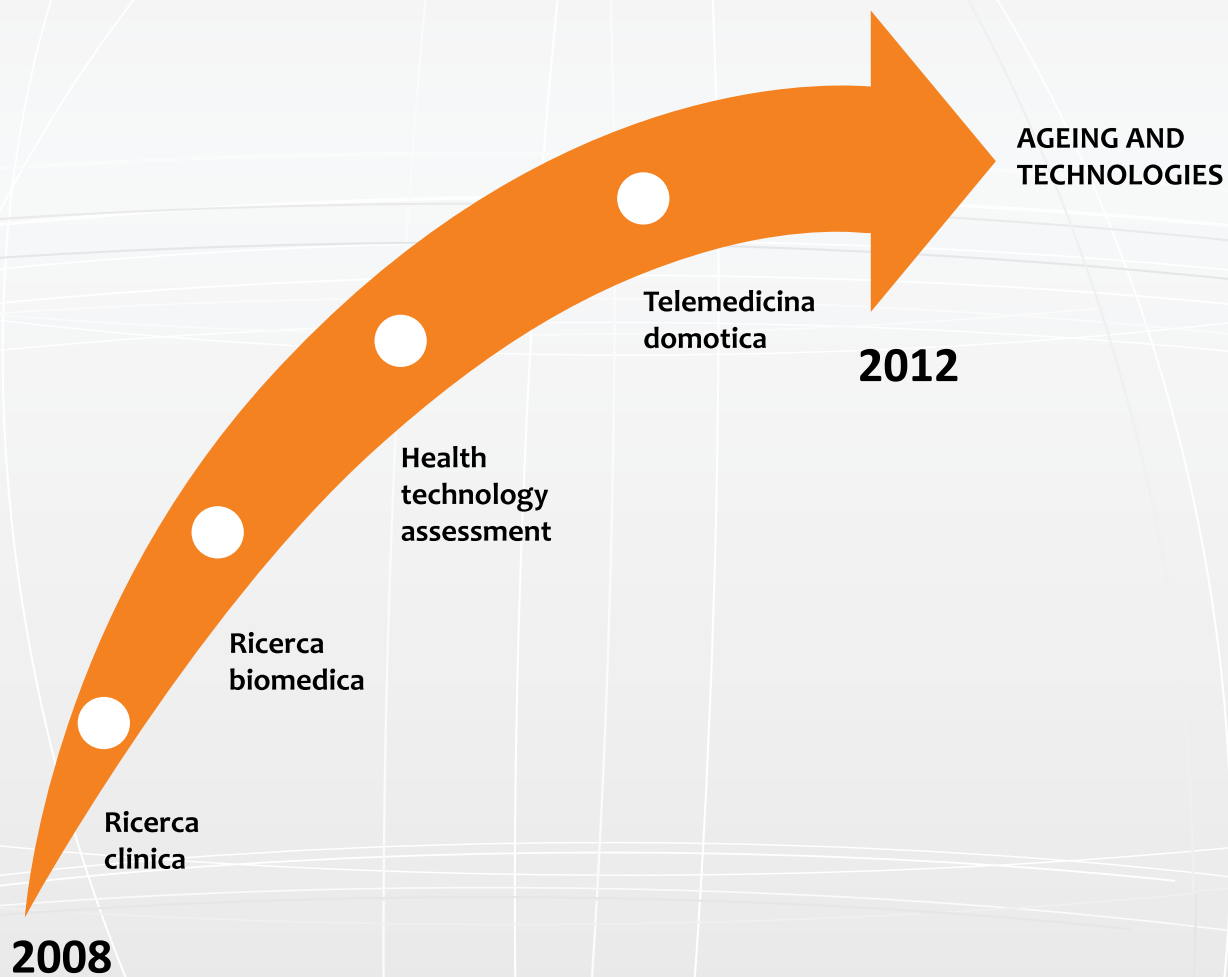 AGEING AND
TECHNOLOGIES
Telemedicina
domotica
2012
Health
technology
assessment
Ricerca
biomedica
Ricerca
clinica
2008